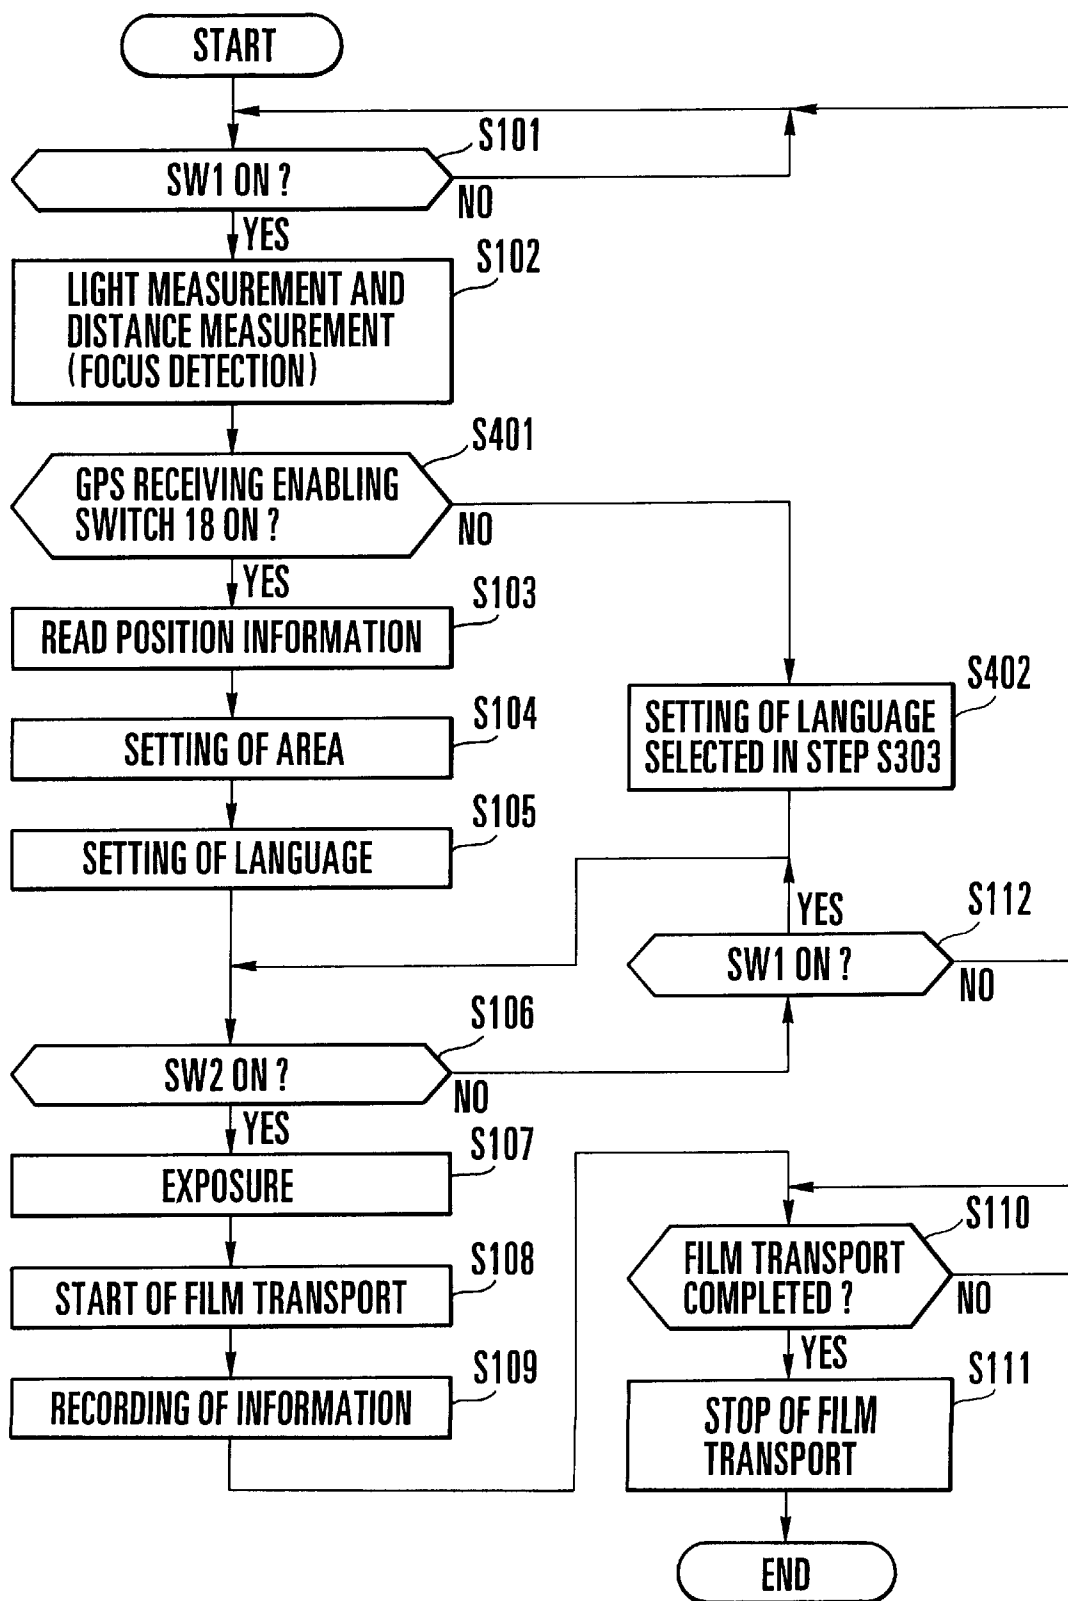 START
S101
SW1 ON ?
NO
YES
S102
LIGHT MEASUREMENT AND
DISTANCE MEASUREMENT
(FOCUS DETECTION)
S401
GPS RECEIVING ENABLING
SWITCH 18 ON ?
NO
YES
S103
READ POSITION INFORMATION
S402
SETTING OF LANGUAGE
SELECTED IN STEP S303
S104
SETTING OF AREA
S105
SETTING OF LANGUAGE
YES
S112
SW1 ON ?
NO
S106
SW2 ON ?
NO
YES
S107
EXPOSURE
S108
START OF FILM TRANSPORT
S109
RECORDING OF INFORMATION
S110
FILM TRANSPORT
COMPLETED ?
NO
YES
S111
STOP OF FILM
TRANSPORT
END